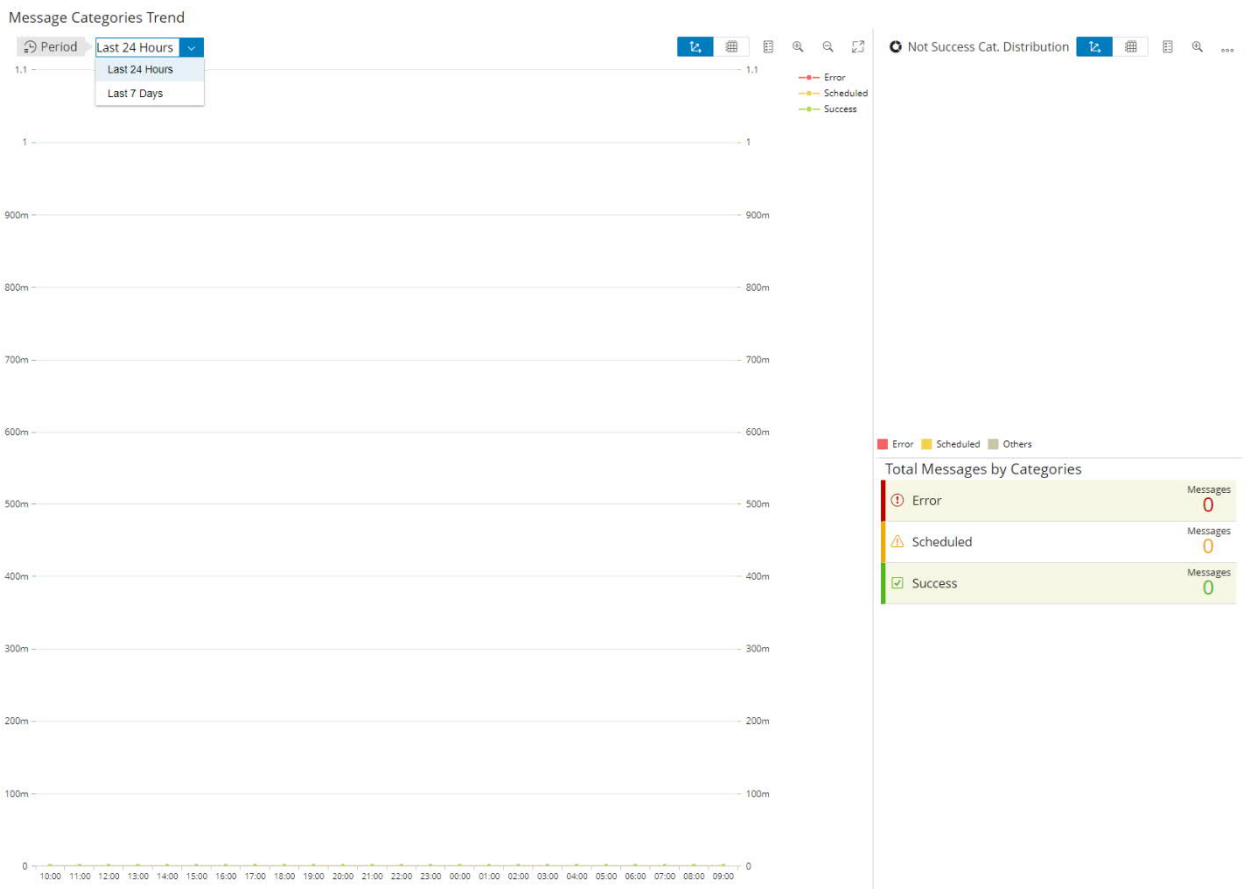 Message Categories Trend
Period
Last 24 Hours
Last 24 Hours
Last 7 Days
1.1
1
900m
800m
700m
600m
500m
400m
300m
200m
100m
0
1.1
1
900m
800m
700m
600m
500m
400m
300m
200m
100m
0
10:00 11:00 12:00 13:00 14:00 15:00 16:00 17:00 18:00 19:00 20:00 21:00 22:00 23:00 00:00 01:00 02:00 03:00 04:00 05:00 06:00 07:00 08:00 09:00
Error
Scheduled
Success
Not Success Cat. Distribution
Error Scheduled Others
Total Messages by Categories
Error
Messages
0
Scheduled
Messages
0
Success
Messages
0